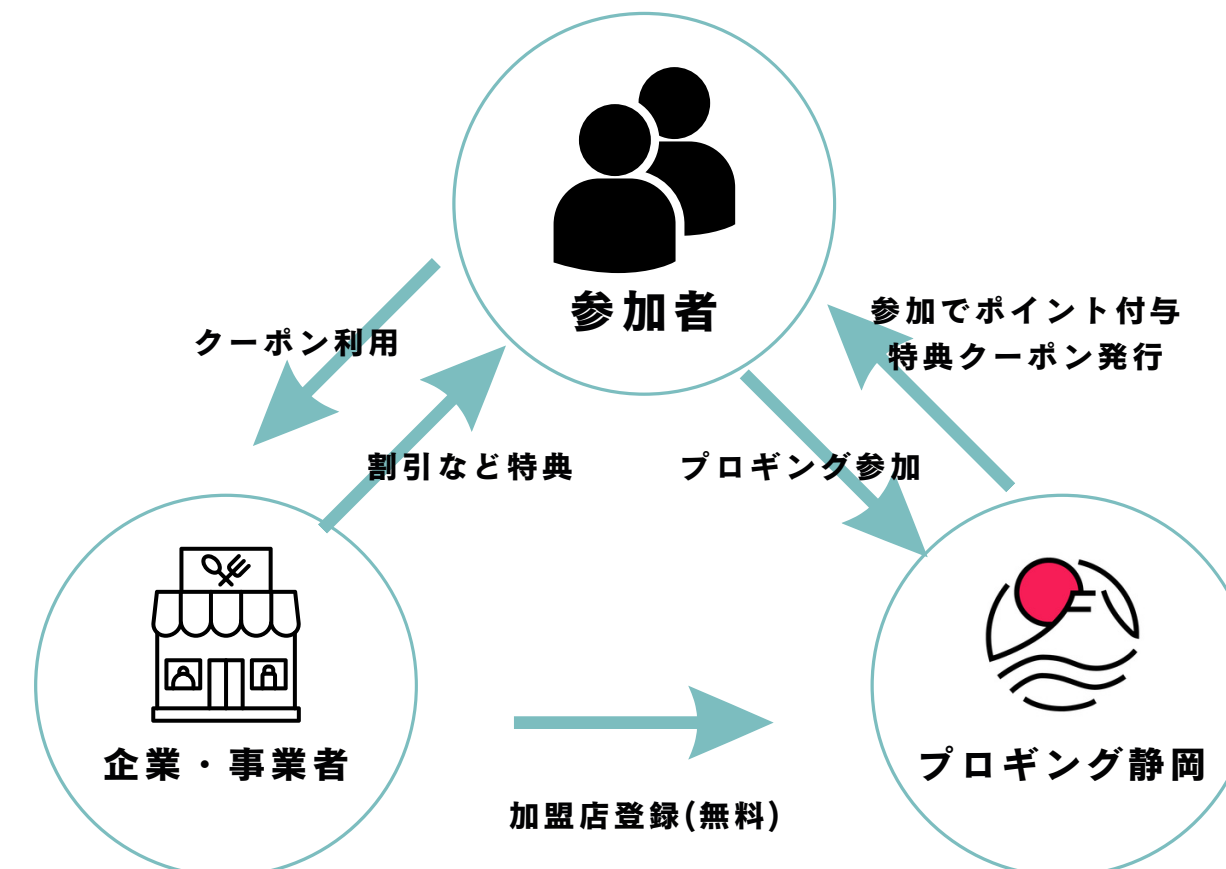 参加者
参加でポイント付与
特典クーポン発行
クーポン利用
割引など特典
プロギング参加
企業・事業者
プロギング静岡
加盟店登録(無料)